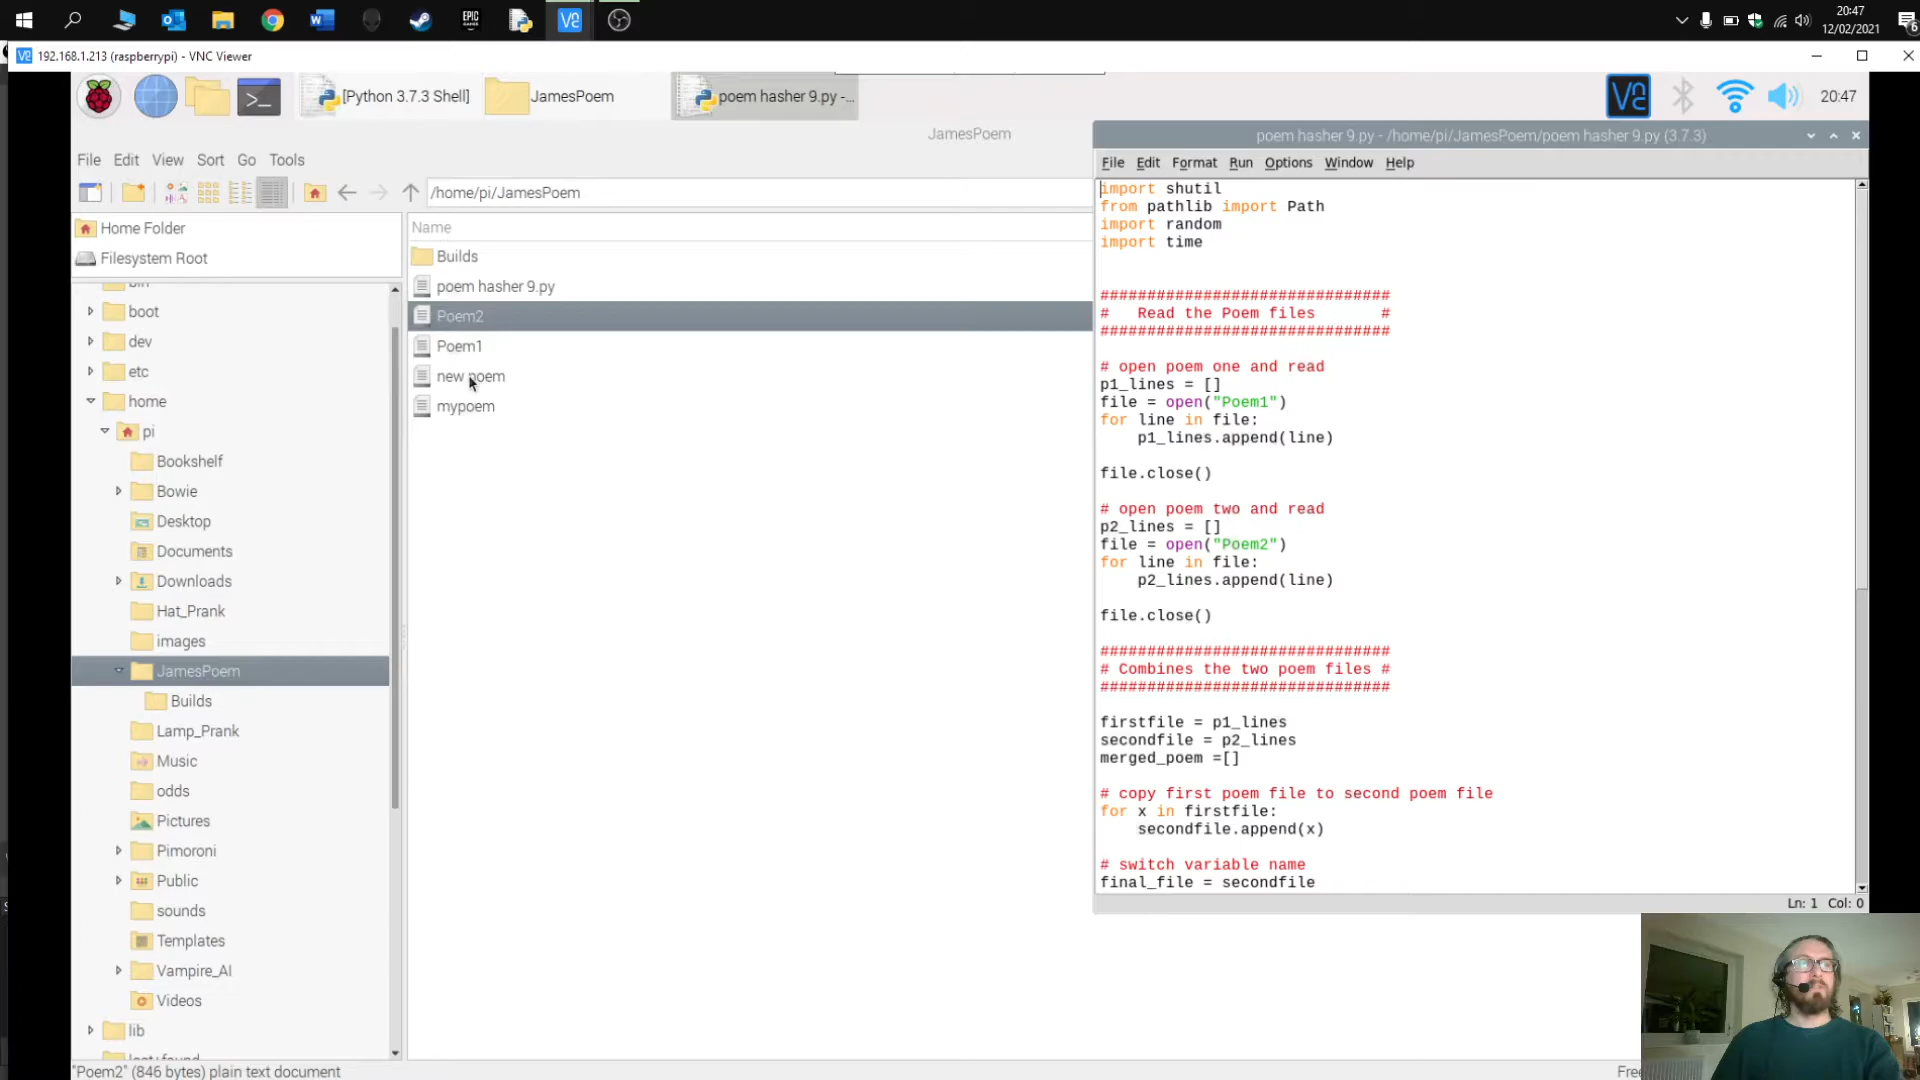 20:47
12/02/2021
6
192.168.1.213 (raspberrypi) - VNC Viewer
[Python 3.7.3 Shell]
JamesPoem
poem hasher 9.py -...
20:47
JamesPoem
File Edit View Sort Go Tools
/home/pi/JamesPoem
Home Folder
Filesystem Root
bin
boot
dev
etc
home
pi
Bookshelf
Bowie
Desktop
Documents
Downloads
Hat_Prank
images
JamesPoem
Builds
Lamp_Prank
Music
odds
Pictures
Pimoroni
Public
sounds
Templates
Vampire_AI
Videos
lib
lost+found
Name
Builds
poem hasher 9.py
Poem2
Poem1
new poem
mypoem
"Poem2" (846 bytes) plain text document
Free
poem hasher 9.py - /home/pi/JamesPoem/poem hasher 9.py (3.7.3)
File Edit Format Run Options Window Help
import shutil
from pathlib import Path
import random
import time
###############################
#   Read the Poem files       #
###############################
# open poem one and read
p1_lines = []
file = open("Poem1")
for line in file:
    p1_lines.append(line)
file.close()
# open poem two and read
p2_lines = []
file = open("Poem2")
for line in file:
    p2_lines.append(line)
file.close()
###############################
# Combines the two poem files #
###############################
firstfile = p1_lines
secondfile = p2_lines
merged_poem =[]
# copy first poem file to second poem file
for x in firstfile:
    secondfile.append(x)
# switch variable name
final_file = secondfile
Ln: 1 Col: 0